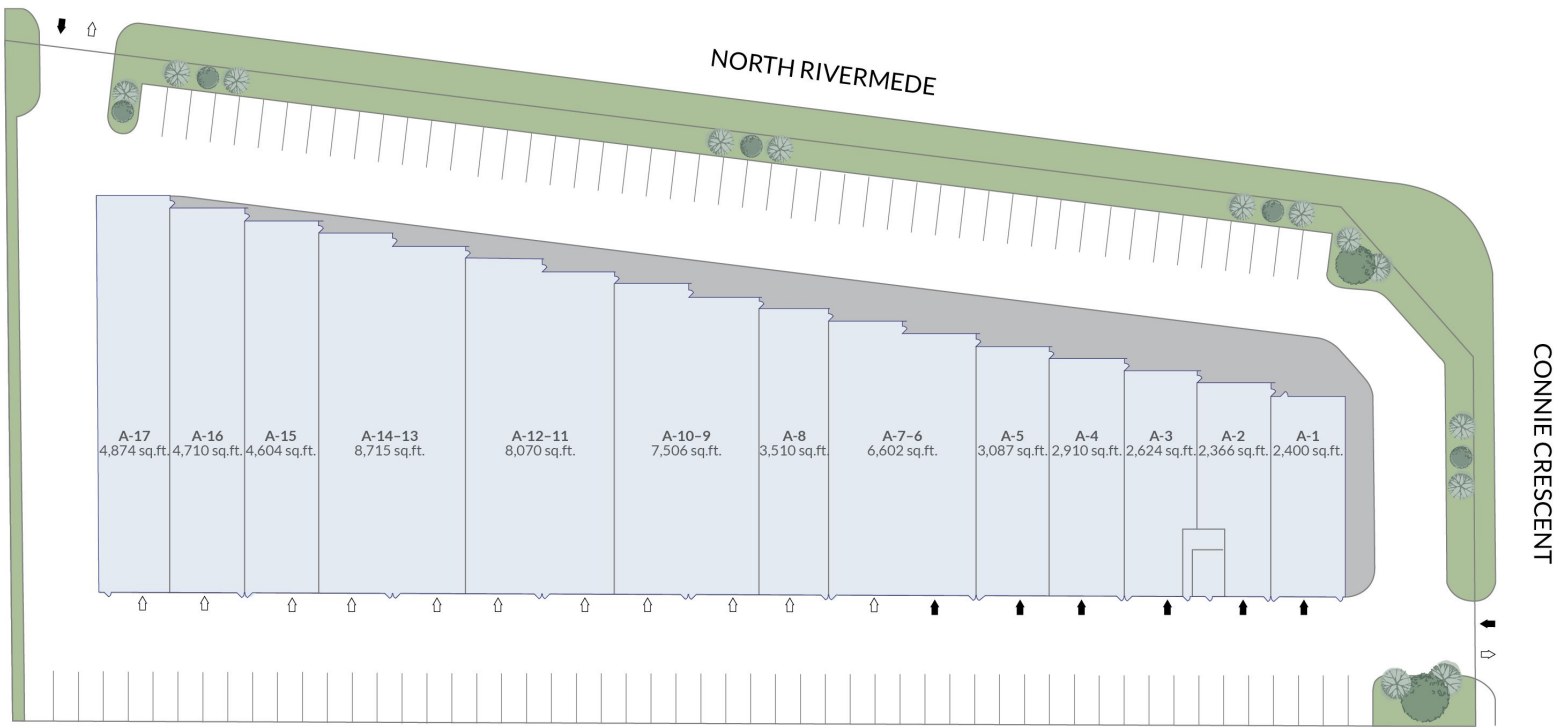 NORTH RIVERMEDE
CONNIE CRESCENT
A-17
4,874 sq.ft.
A-16
4,710 sq.ft.
A-15
4,604 sq.ft.
A-14–13
8,715 sq.ft.
A-12–11
8,070 sq.ft.
A-10–9
7,506 sq.ft.
A-8
3,510 sq.ft.
A-7–6
6,602 sq.ft.
A-5
3,087 sq.ft.
A-4
2,910 sq.ft.
A-3
2,624 sq.ft.
A-2
2,366 sq.ft.
A-1
2,400 sq.ft.